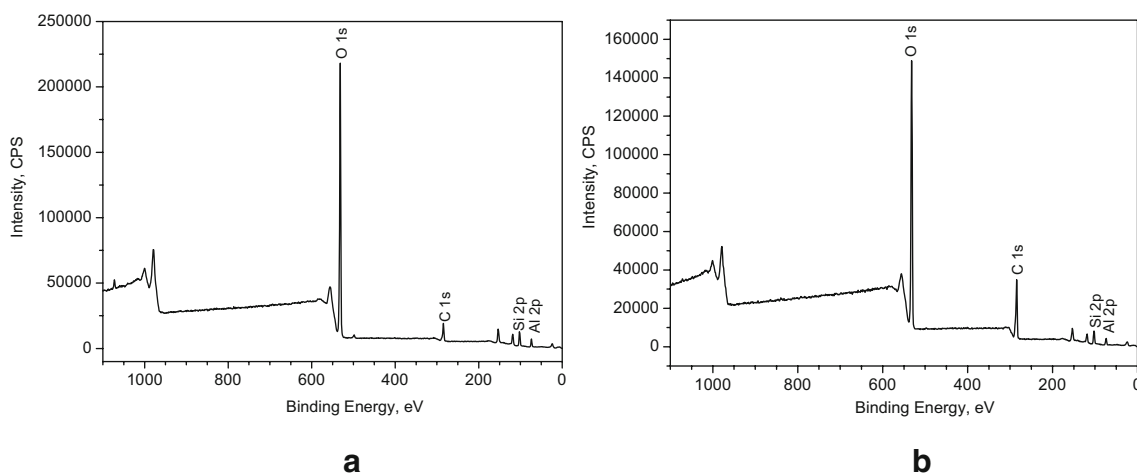 250000
200000
150000
100000
50000
0
Intensity, CPS
O 1s
C 1s
Si 2p
Al 2p
1000 800 600 400 200 0
Binding Energy, eV
a
160000
140000
120000
100000
80000
60000
40000
20000
0
Intensity, CPS
O 1s
C 1s
Si 2p
Al 2p
1000 800 600 400 200 0
Binding Energy, eV
b